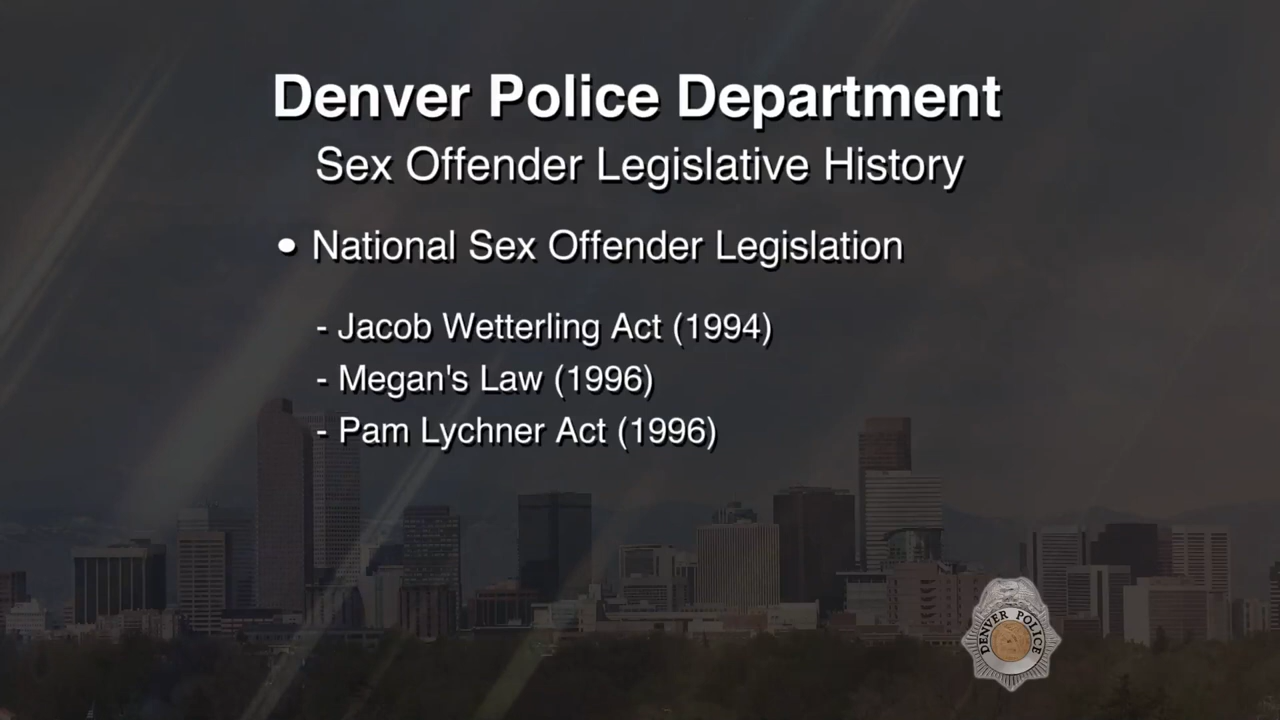 Denver Police Department
Sex Offender Legislative History
• National Sex Offender Legislation
- Jacob Wetterling Act (1994)
- Megan's Law (1996)
- Pam Lychner Act (1996)
DENVER POLICE